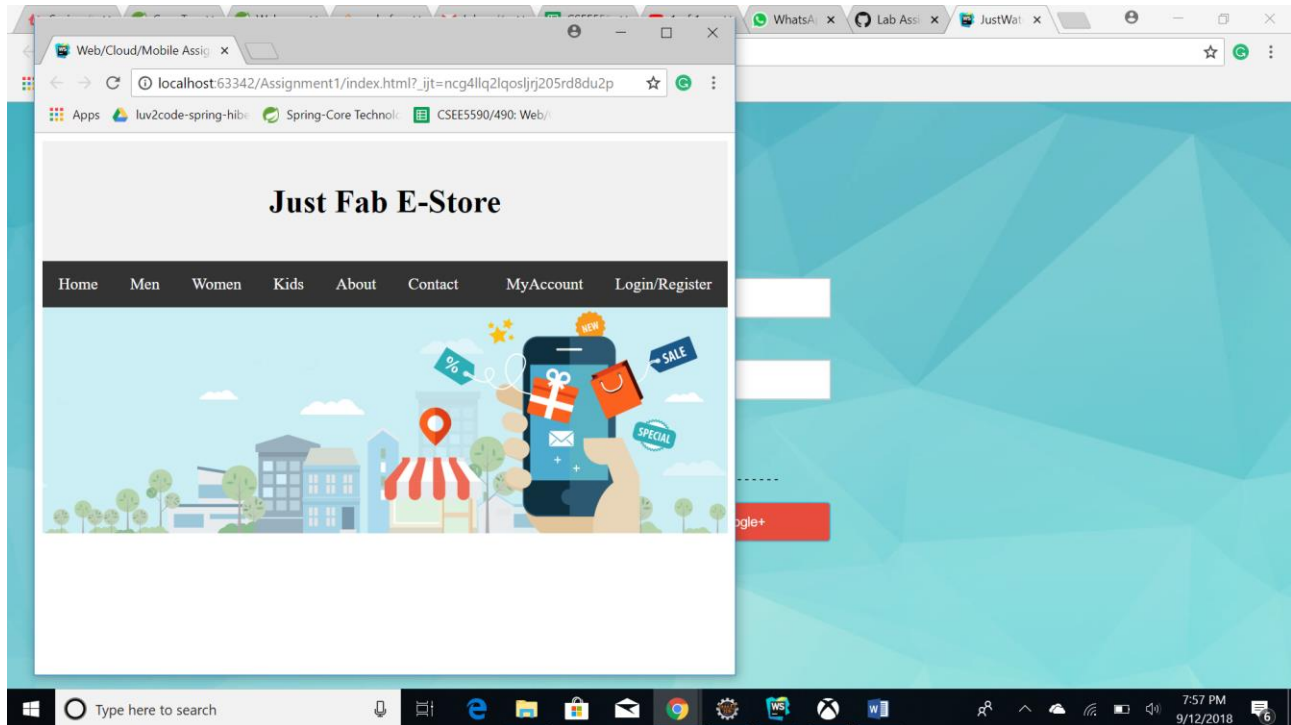 WhatsA
Lab Assi
JustWat
Web/Cloud/Mobile Assig
localhost:63342/Assignment1/index.html?_ijt=ncg4llq2lqosljrj205rd8du2p
Apps luv2code-spring-hibe Spring-Core Technolo CSEE5590/490: Web/
Just Fab E-Store
Home Men Women Kids About Contact MyAccount Login/Register
NEW
%
SALE
SPECIAL
ogle+
Type here to search
WS
W
7:57 PM
9/12/2018
6